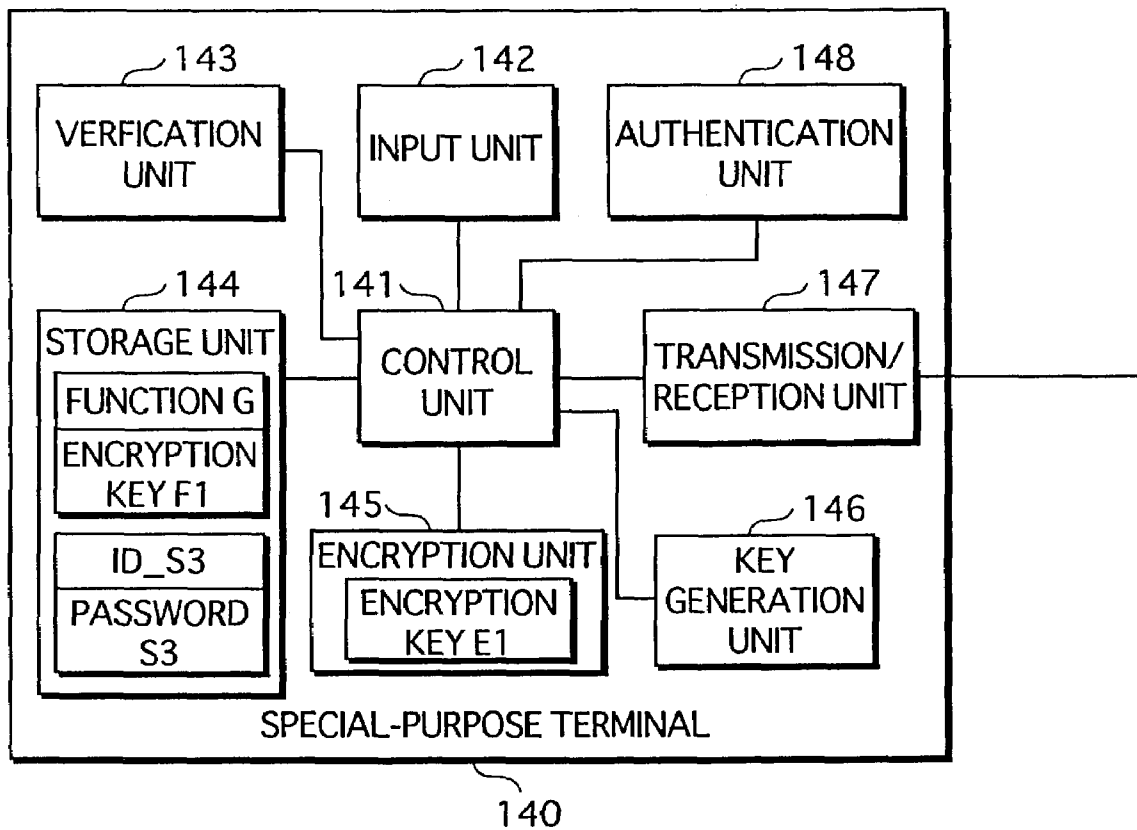 143
142
148
VERFICATION
UNIT
INPUT UNIT
AUTHENTICATION
UNIT
144
141
147
STORAGE UNIT
FUNCTION G
ENCRYPTION
KEY F1
ID_S3
PASSWORD
S3
CONTROL
UNIT
TRANSMISSION/
RECEPTION UNIT
145
146
ENCRYPTION UNIT
ENCRYPTION
KEY E1
KEY
GENERATION
UNIT
SPECIAL-PURPOSE TERMINAL
140